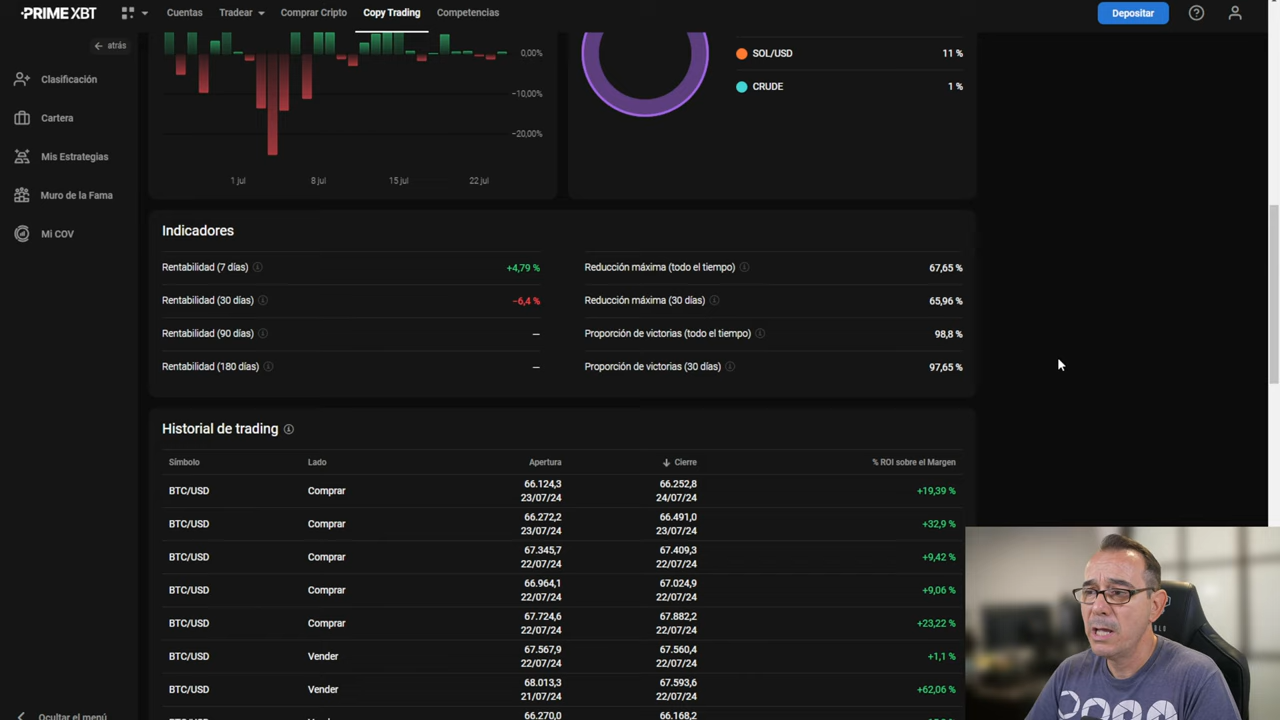 PRIME XBT
Cuentas
Tradear
Comprar Cripto
Copy Trading
Competencies
Depositar
atrás
Clasificación
Cartera
Mis Estrategias
Muro de la Fama
Mi COV
Ocultar el menú
0,00%
−10,00%
−20,00%
1 jul
8 jul
15 jul
22 jul
SOL/USD 11 %
CRUDE 1 %
Indicadores
Rentabilidad (7 días) +4,79 %
Rentabilidad (30 días) −6,4 %
Rentabilidad (90 días) —
Rentabilidad (180 días) —
Reducción máxima (todo el tiempo) 67,65 %
Reducción máxima (30 días) 65,96 %
Proporción de victorias (todo el tiempo) 98,8 %
Proporción de victorias (30 días) 97,65 %
Historial de trading
Símbolo Lado Apertura Cierre % ROI sobre el Margen
66.124,3 66.252,8
BTC/USD Comprar +19,39 %
23/07/24 24/07/24
66.272,2 66.491,0
BTC/USD Comprar +32,9 %
23/07/24 23/07/24
67.345,7 67.409,3
BTC/USD Comprar +9,42 %
22/07/24 22/07/24
66.964,1 67.024,9
BTC/USD Comprar +9,06 %
22/07/24 22/07/24
67.724,6 67.882,2
BTC/USD Comprar +23,22 %
22/07/24 22/07/24
67.567,9 67.560,4
BTC/USD Vender +1,1 %
22/07/24 22/07/24
68.013,3 67.593,6
BTC/USD Vender +62,06 %
21/07/24 22/07/24
66.270,0 66.168,2